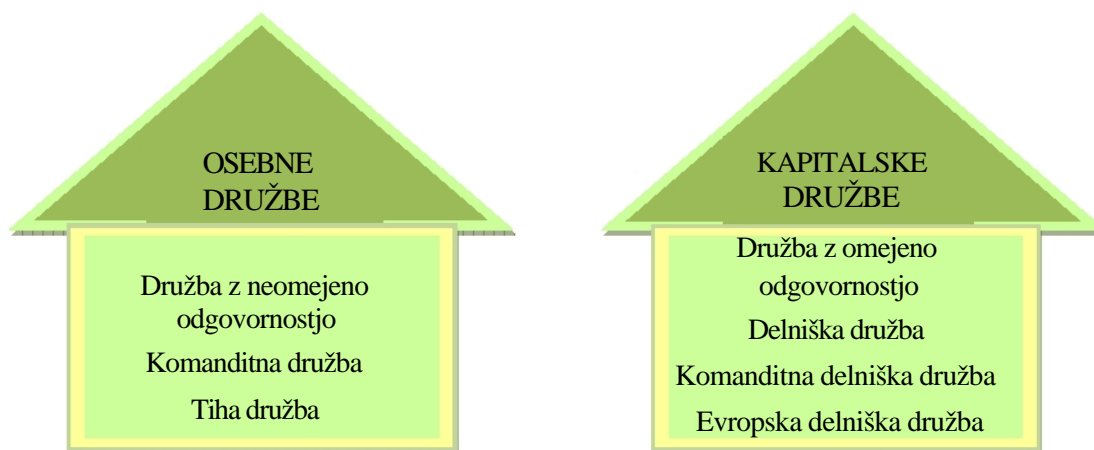 OSEBNE
DRUŽBE
Družba z neomejeno
odgovornostjo
Komanditna družba
Tiha družba
KAPITALSKE
DRUŽBE
Družba z omejeno
odgovornostjo
Delniška družba
Komanditna delniška družba
Evropska delniška družba